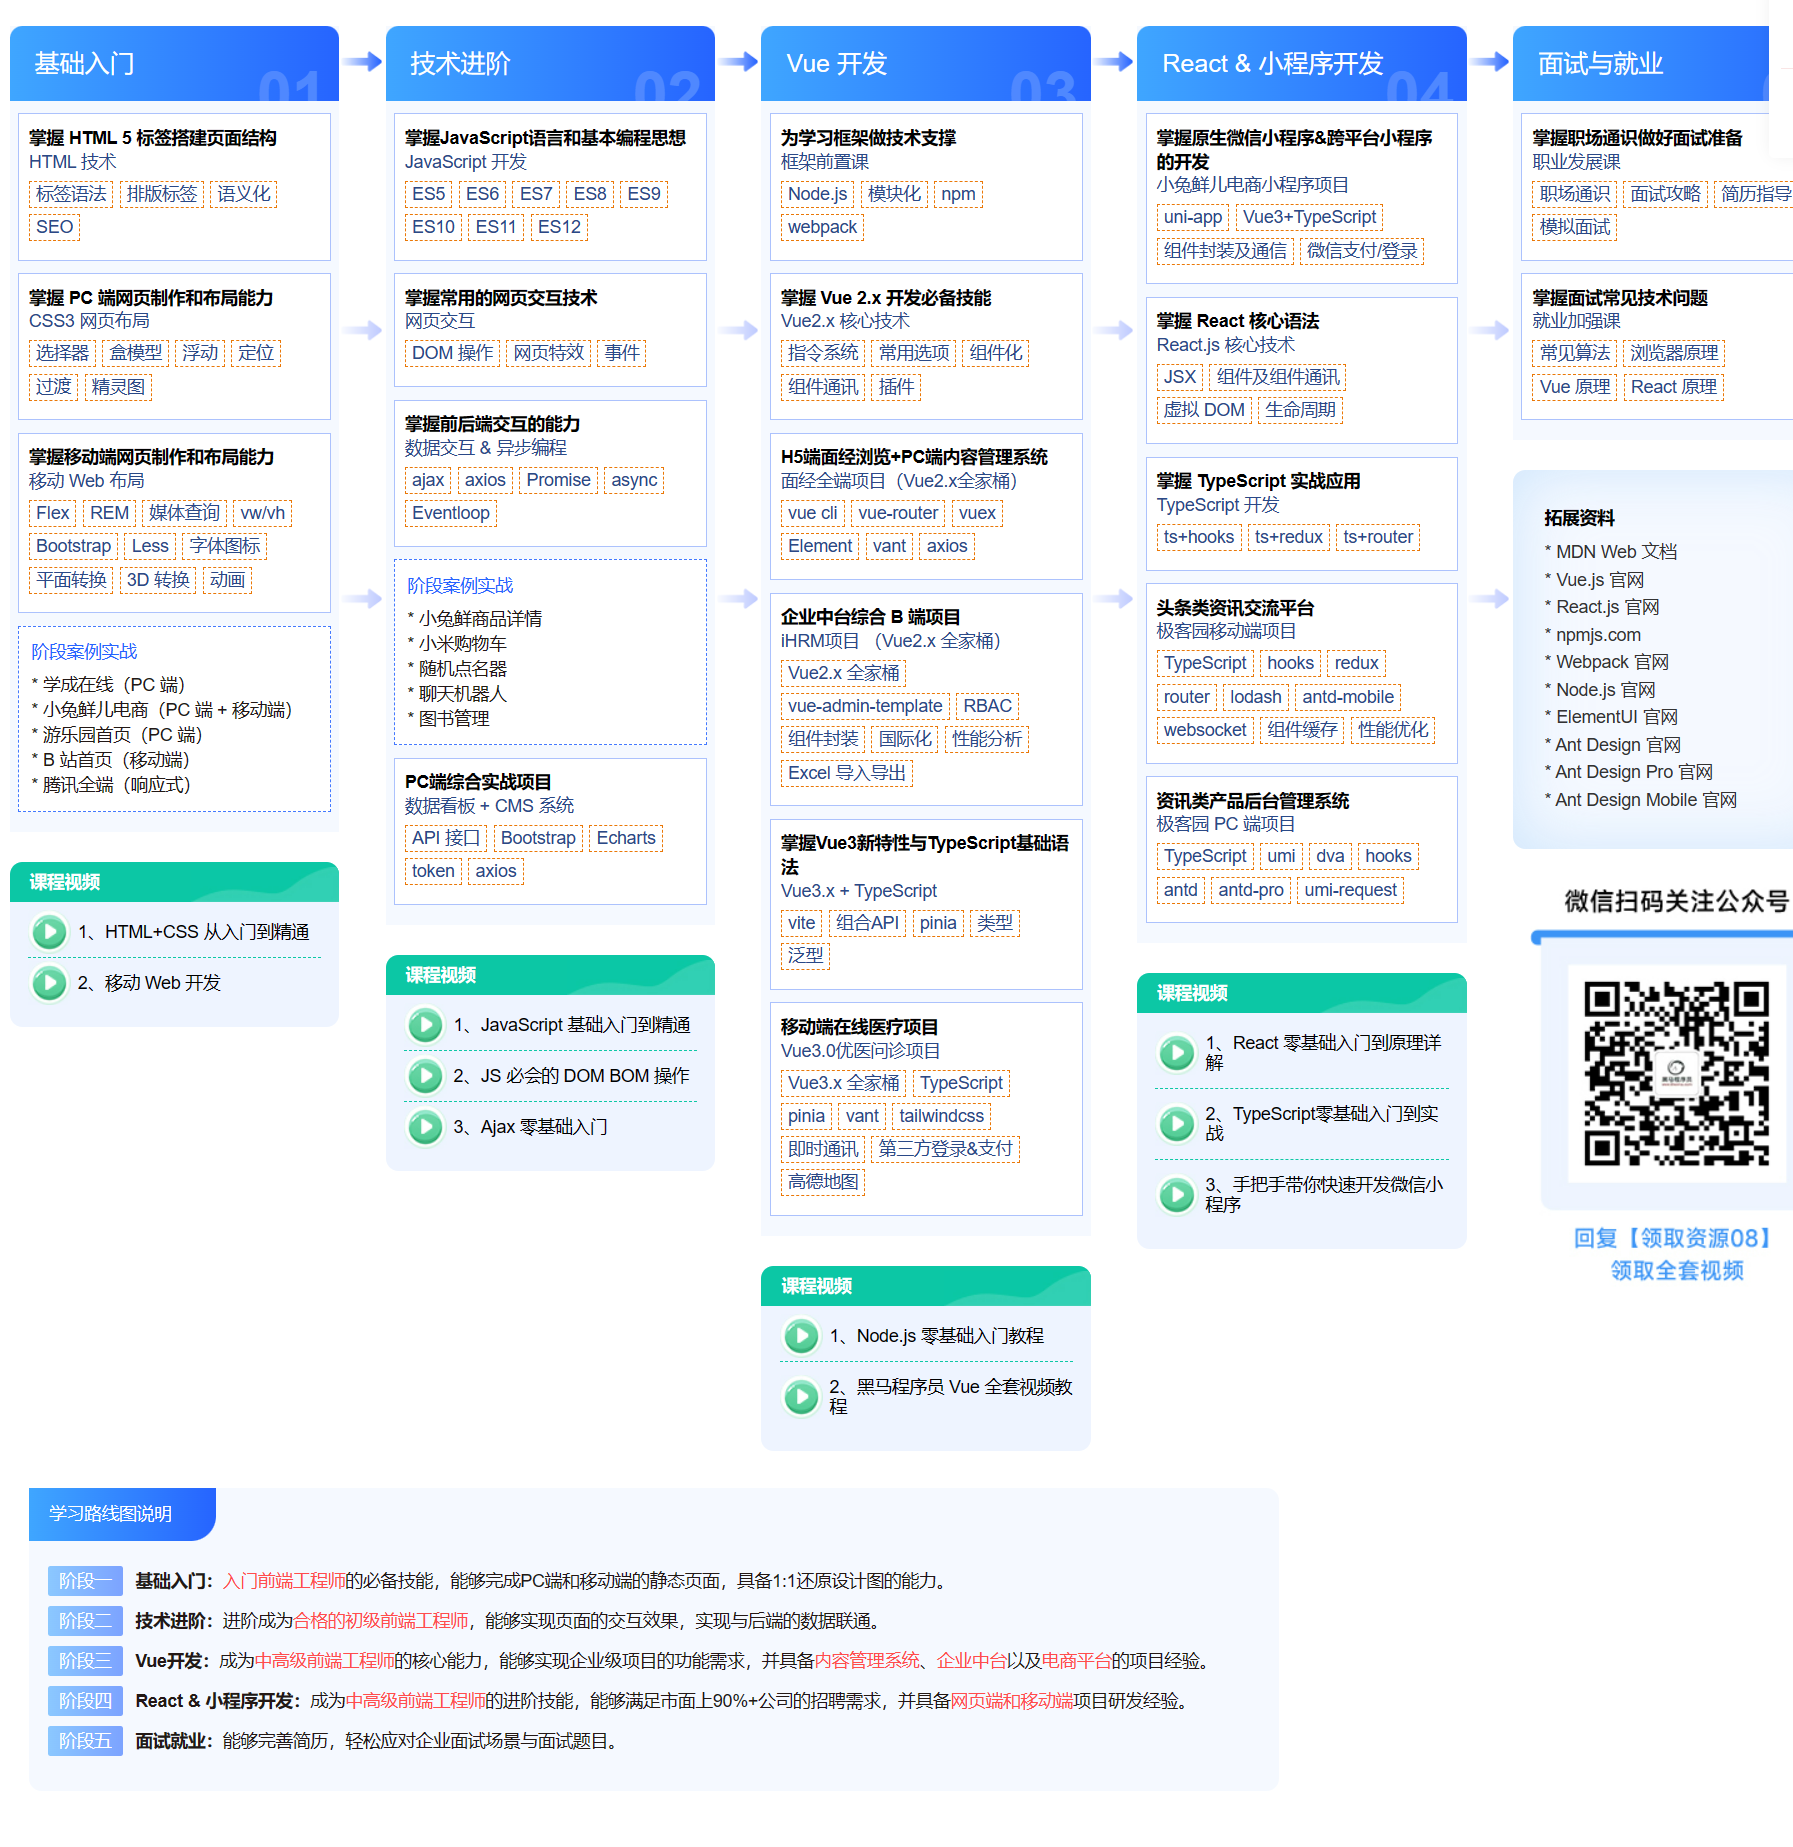 基础入门
01
掌握 HTML 5 标签搭建页面结构
HTML 技术
标签语法 排版标签 语义化
SEO
掌握 PC 端网页制作和布局能力
CSS3 网页布局
选择器 盒模型 浮动 定位
过渡 精灵图
掌握移动端网页制作和布局能力
移动 Web 布局
Flex REM 媒体查询 vw/vh
Bootstrap Less 字体图标
平面转换 3D 转换 动画
阶段案例实战
* 学成在线（PC 端）
* 小兔鲜儿电商（PC 端 + 移动端）
* 游乐园首页（PC 端）
* B 站首页（移动端）
* 腾讯全端（响应式）
课程视频
1、HTML+CSS 从入门到精通
2、移动 Web 开发
技术进阶
02
掌握JavaScript语言和基本编程思想
JavaScript 开发
ES5 ES6 ES7 ES8 ES9
ES10 ES11 ES12
掌握常用的网页交互技术
网页交互
DOM 操作 网页特效 事件
掌握前后端交互的能力
数据交互 & 异步编程
ajax axios Promise async
Eventloop
阶段案例实战
* 小兔鲜商品详情
* 小米购物车
* 随机点名器
* 聊天机器人
* 图书管理
PC端综合实战项目
数据看板 + CMS 系统
API 接口 Bootstrap Echarts
token axios
课程视频
1、JavaScript 基础入门到精通
2、JS 必会的 DOM BOM 操作
3、Ajax 零基础入门
Vue 开发
03
为学习框架做技术支撑
框架前置课
Node.js 模块化 npm
webpack
掌握 Vue 2.x 开发必备技能
Vue2.x 核心技术
指令系统 常用选项 组件化
组件通讯 插件
H5端面经浏览+PC端内容管理系统
面经全端项目（Vue2.x全家桶）
vue cli vue-router vuex
Element vant axios
企业中台综合 B 端项目
iHRM项目 （Vue2.x 全家桶）
Vue2.x 全家桶
vue-admin-template RBAC
组件封装 国际化 性能分析
Excel 导入导出
掌握Vue3新特性与TypeScript基础语
法
Vue3.x + TypeScript
vite 组合API pinia 类型
泛型
移动端在线医疗项目
Vue3.0优医问诊项目
Vue3.x 全家桶 TypeScript
pinia vant tailwindcss
即时通讯 第三方登录&支付
高德地图
课程视频
1、Node.js 零基础入门教程
2、黑马程序员 Vue 全套视频教
程
React & 小程序开发
04
掌握原生微信小程序&跨平台小程序
的开发
小兔鲜儿电商小程序项目
uni-app Vue3+TypeScript
组件封装及通信 微信支付/登录
掌握 React 核心语法
React.js 核心技术
JSX 组件及组件通讯
虚拟 DOM 生命周期
掌握 TypeScript 实战应用
TypeScript 开发
ts+hooks ts+redux ts+router
头条类资讯交流平台
极客园移动端项目
TypeScript hooks redux
router lodash antd-mobile
websocket 组件缓存 性能优化
资讯类产品后台管理系统
极客园 PC 端项目
TypeScript umi dva hooks
antd antd-pro umi-request
课程视频
1、React 零基础入门到原理详
解
2、TypeScript零基础入门到实
战
3、手把手带你快速开发微信小
程序
面试与就业
掌握职场通识做好面试准备
职业发展课
职场通识 面试攻略 简历指导
模拟面试
掌握面试常见技术问题
就业加强课
常见算法 浏览器原理
Vue 原理 React 原理
拓展资料
* MDN Web 文档
* Vue.js 官网
* React.js 官网
* npmjs.com
* Webpack 官网
* Node.js 官网
* ElementUI 官网
* Ant Design 官网
* Ant Design Pro 官网
* Ant Design Mobile 官网
微信扫码关注公众号
回复【领取资源08】
领取全套视频
学习路线图说明
阶段一 基础入门：入门前端工程师的必备技能，能够完成PC端和移动端的静态页面，具备1:1还原设计图的能力。
阶段二 技术进阶：进阶成为合格的初级前端工程师，能够实现页面的交互效果，实现与后端的数据联通。
阶段三 Vue开发：成为中高级前端工程师的核心能力，能够实现企业级项目的功能需求，并具备内容管理系统、企业中台以及电商平台的项目经验。
阶段四 React & 小程序开发：成为中高级前端工程师的进阶技能，能够满足市面上90%+公司的招聘需求，并具备网页端和移动端项目研发经验。
阶段五 面试就业：能够完善简历，轻松应对企业面试场景与面试题目。